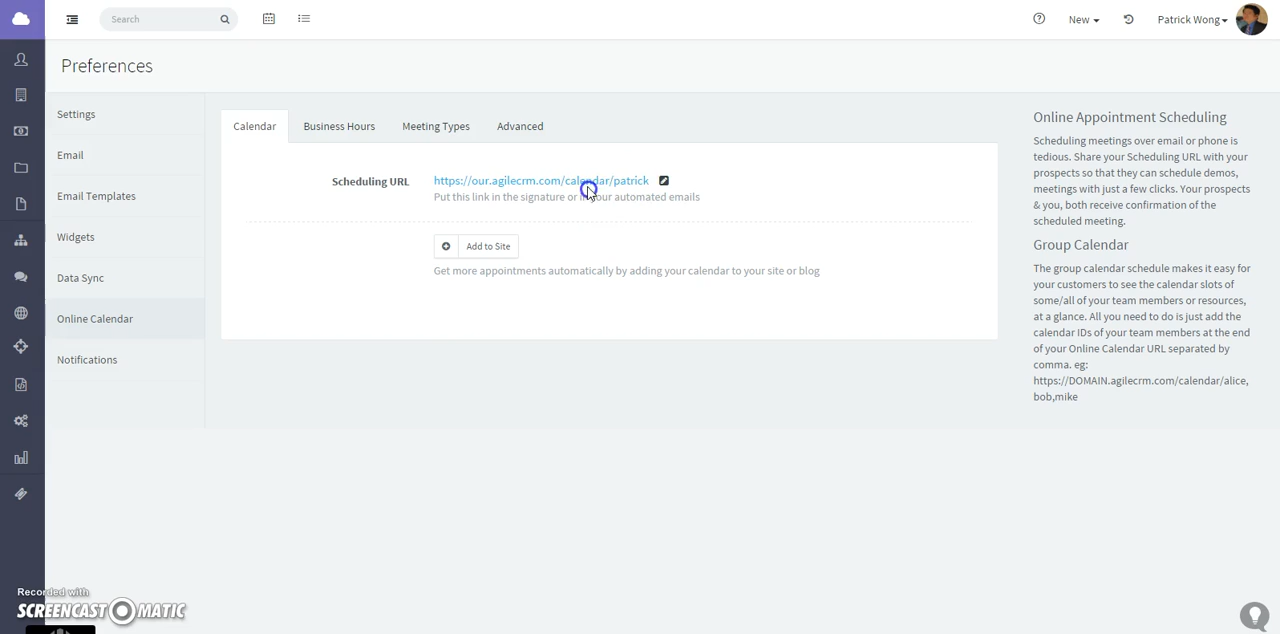 Search
New
Patrick Wong
Preferences
Settings
Email
Email Templates
Widgets
Data Sync
Online Calendar
Notifications
Calendar
Business Hours
Meeting Types
Advanced
Scheduling URL
https://our.agilecrm.com/calendar/patrick
Put this link in the signature or in your automated emails
Add to Site
Get more appointments automatically by adding your calendar to your site or blog
Online Appointment Scheduling
Scheduling meetings over email or phone is
tedious. Share your Scheduling URL with your
prospects so that they can schedule demos,
meetings with just a few clicks. Your prospects
& you, both receive confirmation of the
scheduled meeting.
Group Calendar
The group calendar schedule makes it easy for
your customers to see the calendar slots of
some/all of your team members or resources,
at a glance. All you need to do is just add the
calendar IDs of your team members at the end
of your Online Calendar URL separated by
comma. eg:
https://DOMAIN.agilecrm.com/calendar/alice,
bob,mike
Recorded with
SCREENCAST O MATIC